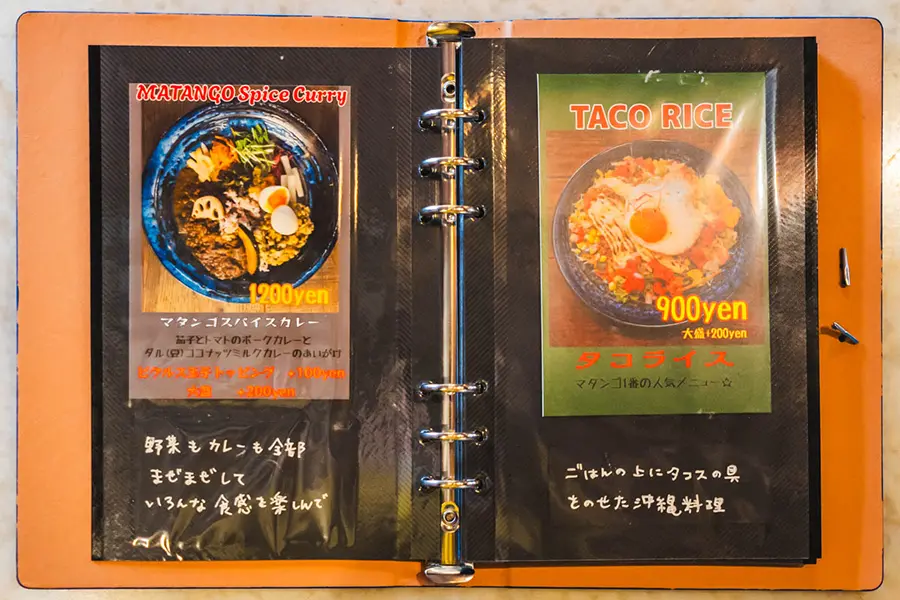 MATANGO Spice Curry
1200yen
マタンゴスパイスカレー
茄子とトマトのポークカレーと
ダル(豆)ココナッツミルクカレーのあいがけ
トッピング +100yen
大盛 +200yen
野菜もカレーも全部
まぜまぜして
いろんな食感を楽しんで
TACO RICE
900yen
大盛+200yen
タコライス
マタンゴ1番の人気メニュー☆
ごはんの上にタコスの具
をのせた沖縄料理